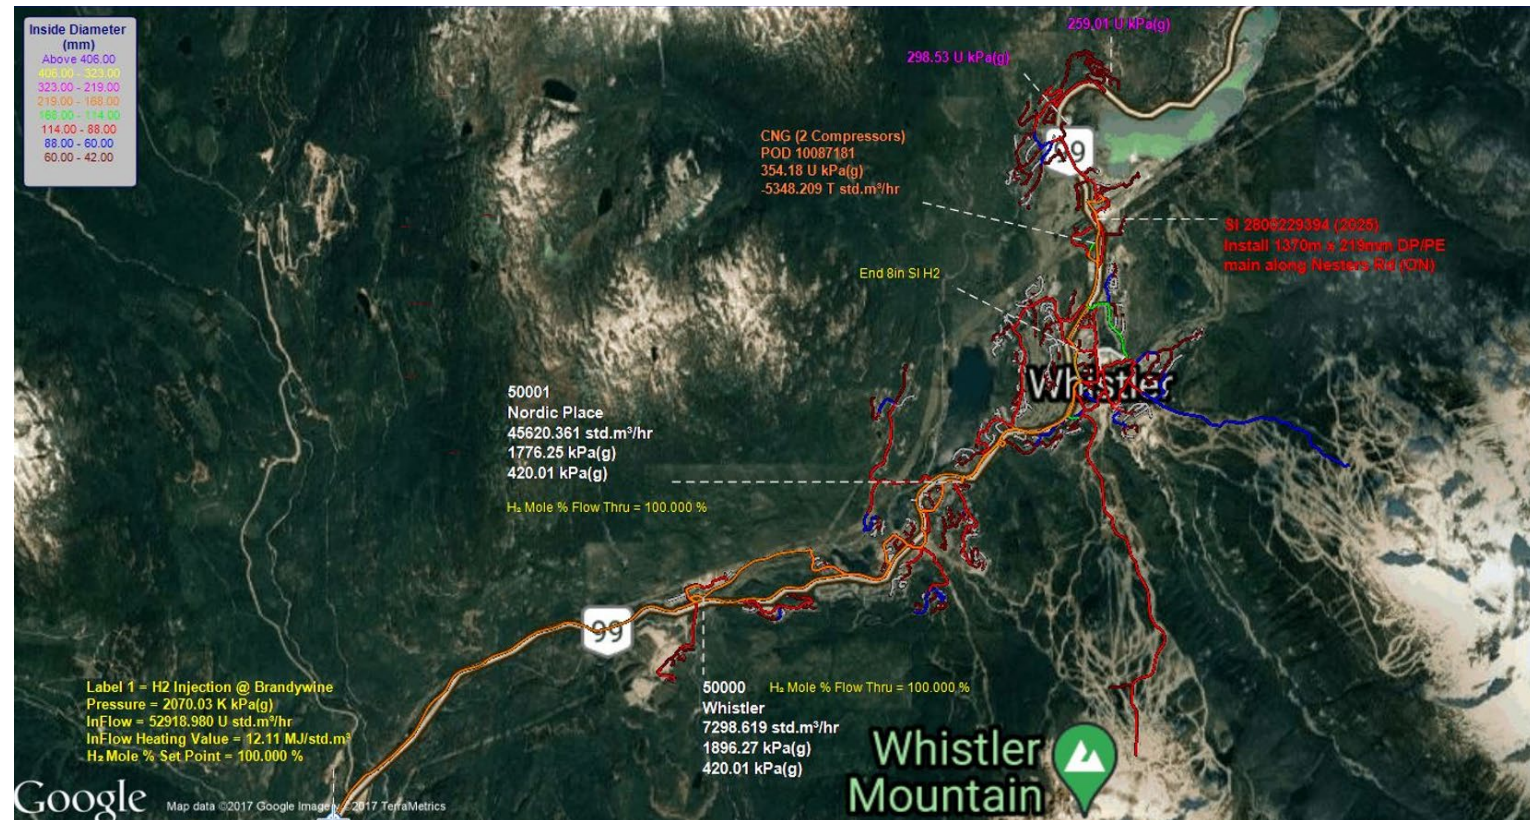 Inside Diameter
(mm)
Above 406.00
406.00 - 323.00
323.00 - 219.00
219.00 - 168.00
168.00 - 114.00
114.00 - 88.00
88.00 - 60.00
60.00 - 42.00
259.01 U kPa(g)
298.53 U kPa(g)
CNG (2 Compressors)
POD 10087181
354.18 U kPa(g)
-5348.209 T std.m³/hr
SI 2806229394 (2025)
Install 1370m x 219mm DP/PE
main along Nesters Rd (ON)
End 8in SI H2
Whistler
50001
Nordic Place
45620.361 std.m³/hr
1776.25 kPa(g)
420.01 kPa(g)
H₂ Mole % Flow Thru = 100.000 %
99
Label 1 = H2 Injection @ Brandywine
Pressure = 2070.03 K kPa(g)
InFlow = 52918.980 U std.m³/hr
InFlow Heating Value = 12.11 MJ/std.m³
H₂ Mole % Set Point = 100.000 %
50000 H₂ Mole % Flow Thru = 100.000 %
Whistler
7298.619 std.m³/hr
1896.27 kPa(g)
420.01 kPa(g)
Whistler
Mountain
Google Map data ©2017 Google Imagery ©2017 TerraMetrics